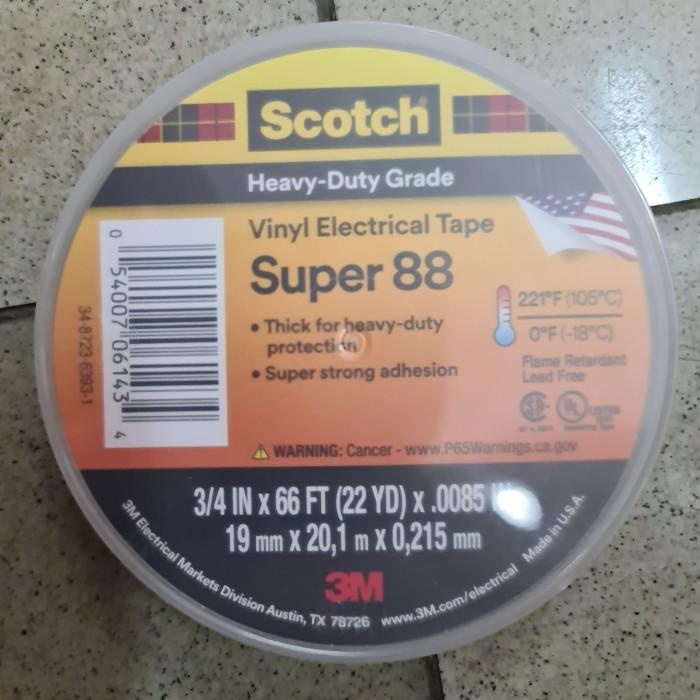 Scotch®
Heavy-Duty Grade
Vinyl Electrical Tape
Super 88
• Thick for heavy-duty
protection
• Super strong adhesion
221°F (105°C)
0°F (-18°C)
Flame Retardant
Lead Free
UL LISTED
⚠ WARNING: Cancer - www.P65Warnings.ca.gov
0 54007 06143 4
34-8723-6393-1
3/4 IN x 66 FT (22 YD) x .0085
19 mm x 20,1 m x 0,215 mm
3M
3M Electrical Markets Division Austin, TX 78726 www.3M.com/electrical Made in U.S.A.